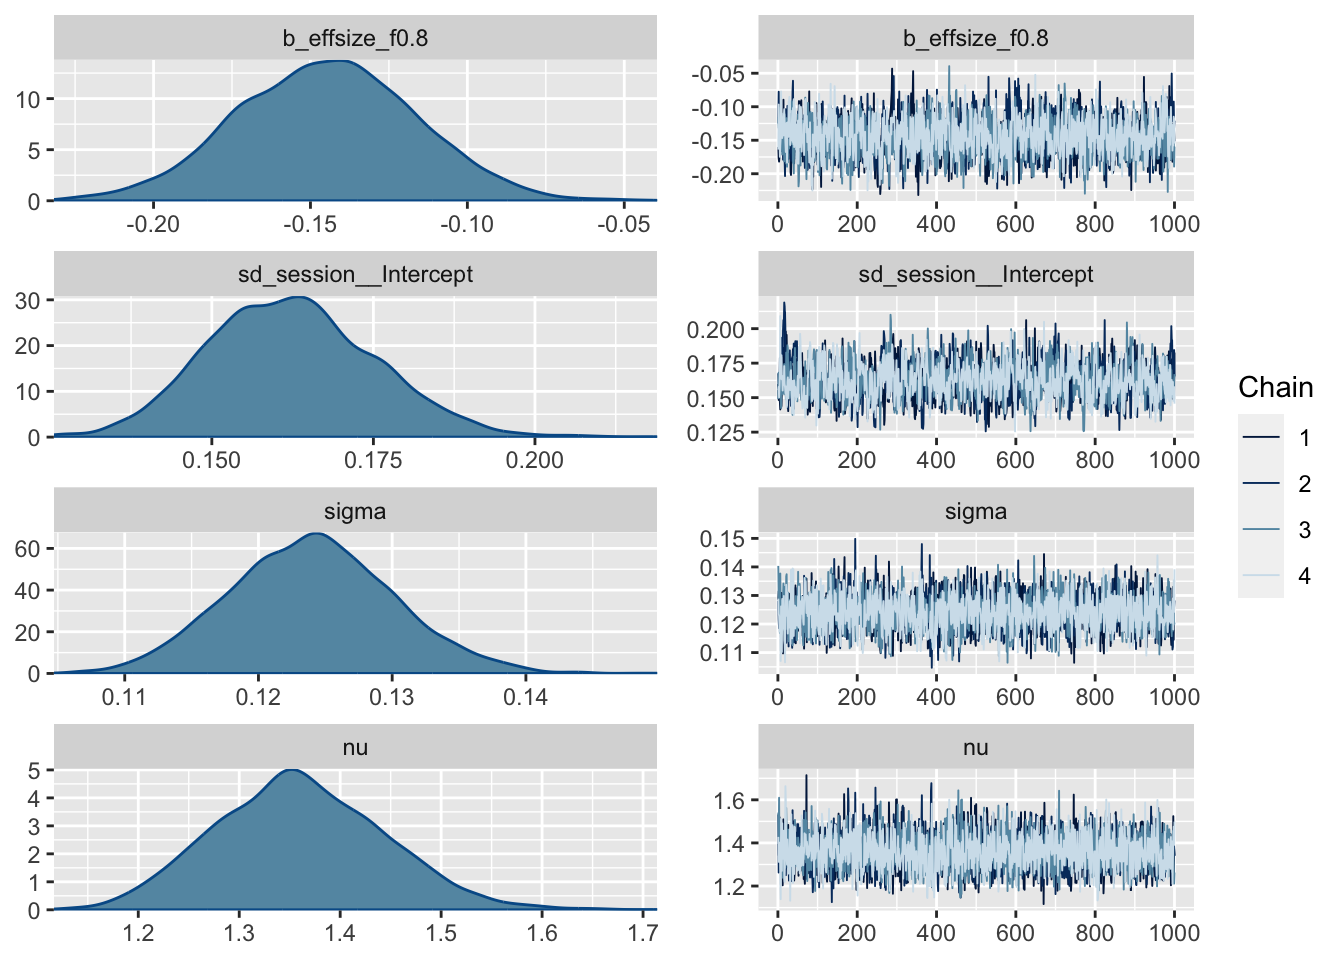 b_effsize_f0.8
b_effsize_f0.8
10
5
0
-0.20 -0.15 -0.10 -0.05
-0.05
-0.10
-0.15
-0.20
0 200 400 600 800 1000
sd_session__Intercept
sd_session__Intercept
30
20
10
0
0.150 0.175 0.200
0.200
0.175
0.150
0.125
0 200 400 600 800 1000
sigma
sigma
60
40
20
0
0.11 0.12 0.13 0.14
0.15
0.14
0.13
0.12
0.11
0 200 400 600 800 1000
nu
nu
5
4
3
2
1
0
1.2 1.3 1.4 1.5 1.6 1.7
1.6
1.4
1.2
0 200 400 600 800 1000
Chain
1
2
3
4